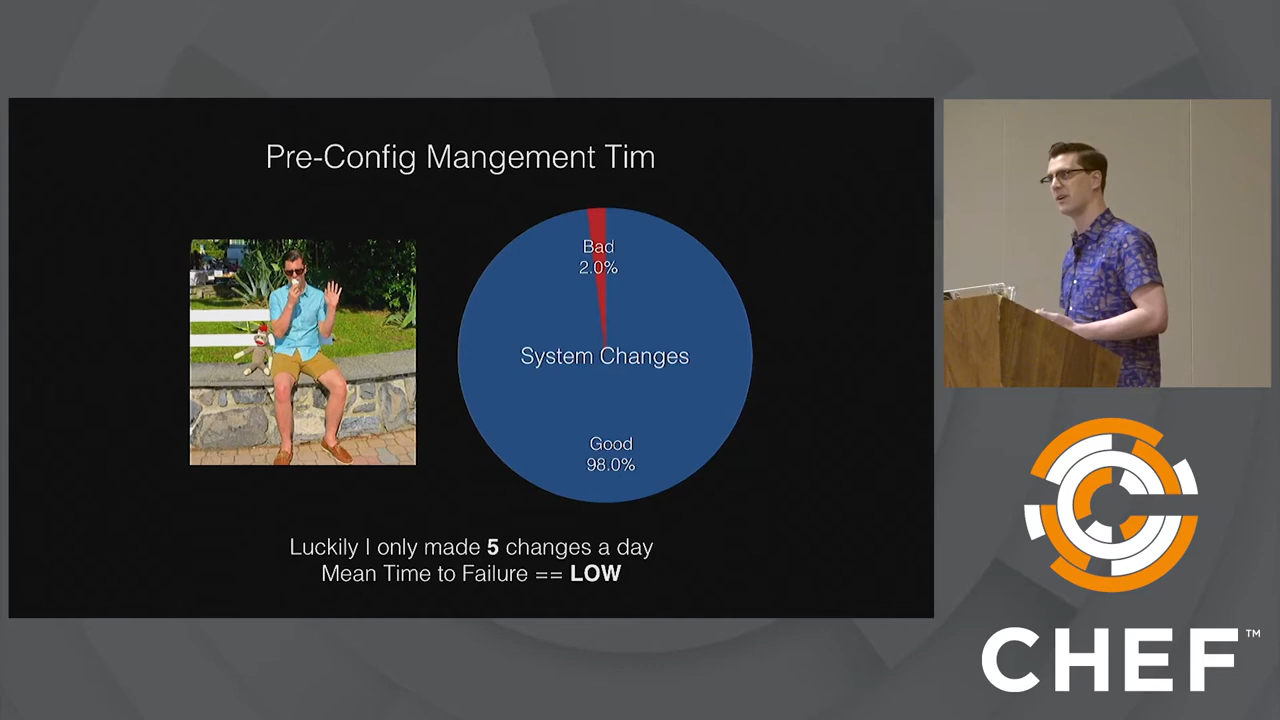 Pre-Config Mangement Tim
Bad
2.0%
System Changes
Good
98.0%
Luckily I only made 5 changes a day
Mean Time to Failure == LOW
CHEF™